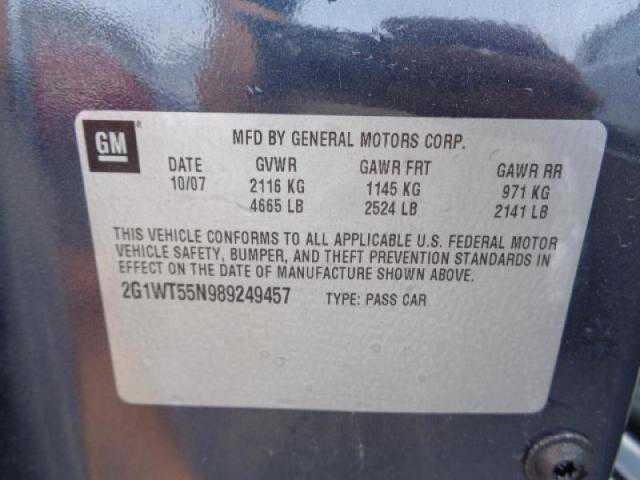 GM ® MFD BY GENERAL MOTORS CORP.
DATE GVWR GAWR FRT GAWR RR
10/07 2116 KG 1145 KG 971 KG
4665 LB 2524 LB 2141 LB
THIS VEHICLE CONFORMS TO ALL APPLICABLE U.S. FEDERAL MOTOR
VEHICLE SAFETY, BUMPER, AND THEFT PREVENTION STANDARDS IN
EFFECT ON THE DATE OF MANUFACTURE SHOWN ABOVE.
2G1WT55N989249457 TYPE: PASS CAR